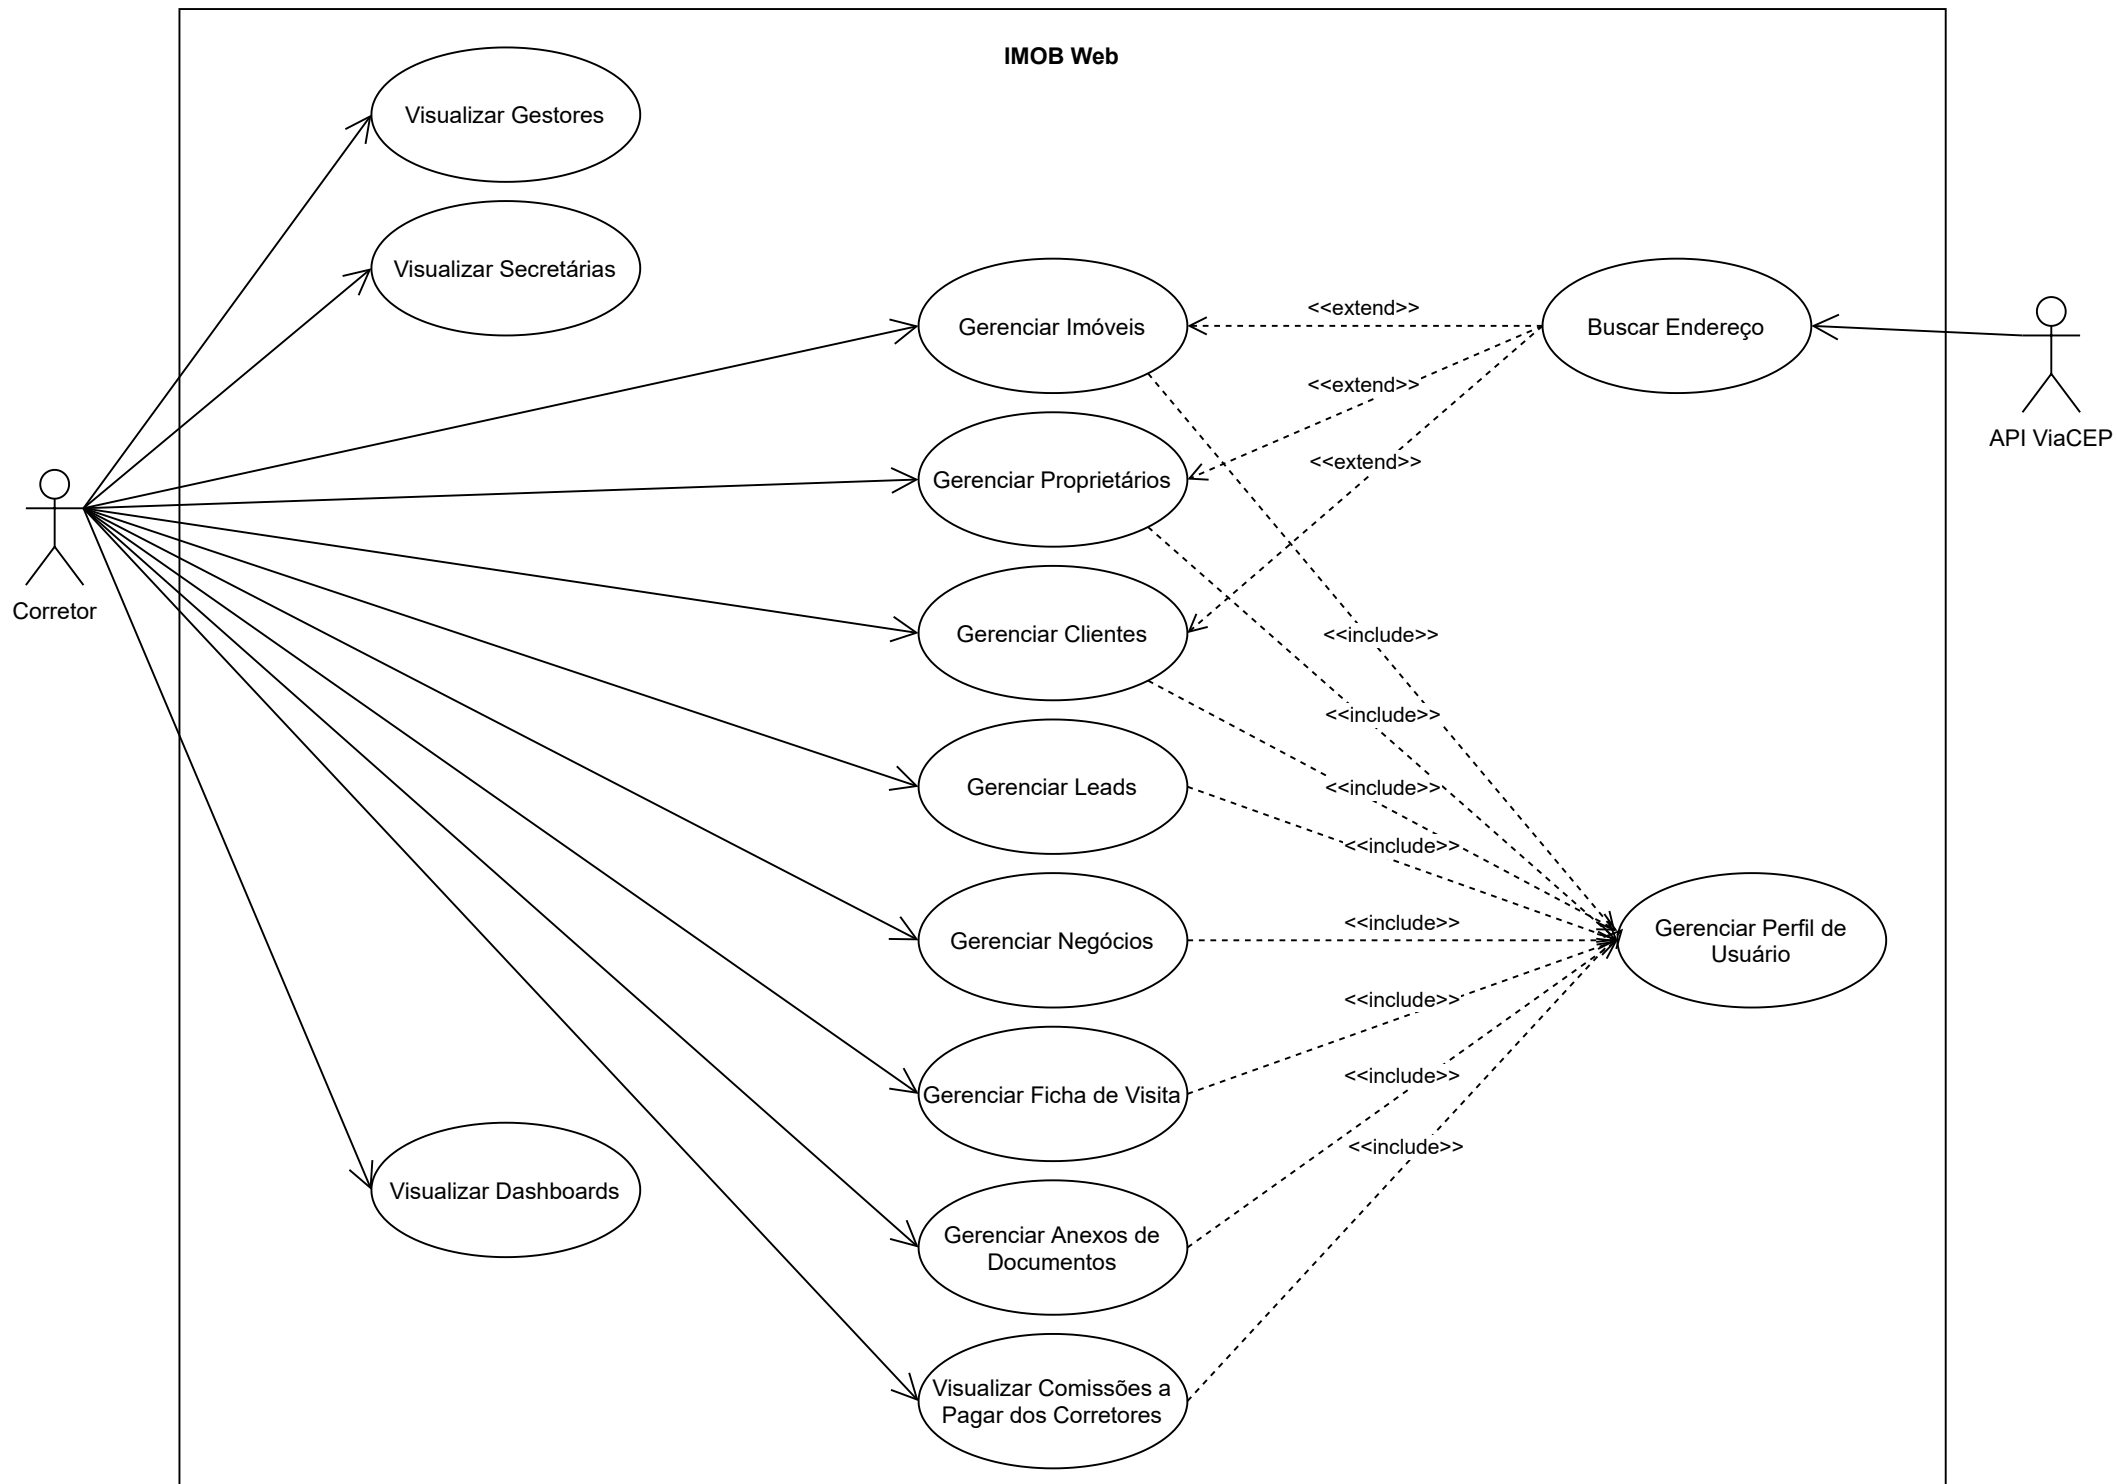 IMOB Web
Visualizar Gestores
Visualizar Secretárias
Gerenciar Imóveis
<<extend>>
Buscar Endereço
API ViaCEP
<<extend>>
Gerenciar Proprietários
<<extend>>
Corretor
Gerenciar Clientes
<<include>>
<<include>>
Gerenciar Leads
<<include>>
<<include>>
Gerenciar Negócios
<<include>>
Gerenciar Perfil de
Usuário
<<include>>
Gerenciar Ficha de Visita
<<include>>
<<include>>
Visualizar Dashboards
Gerenciar Anexos de
Documentos
Visualizar Comissões a
Pagar dos Corretores